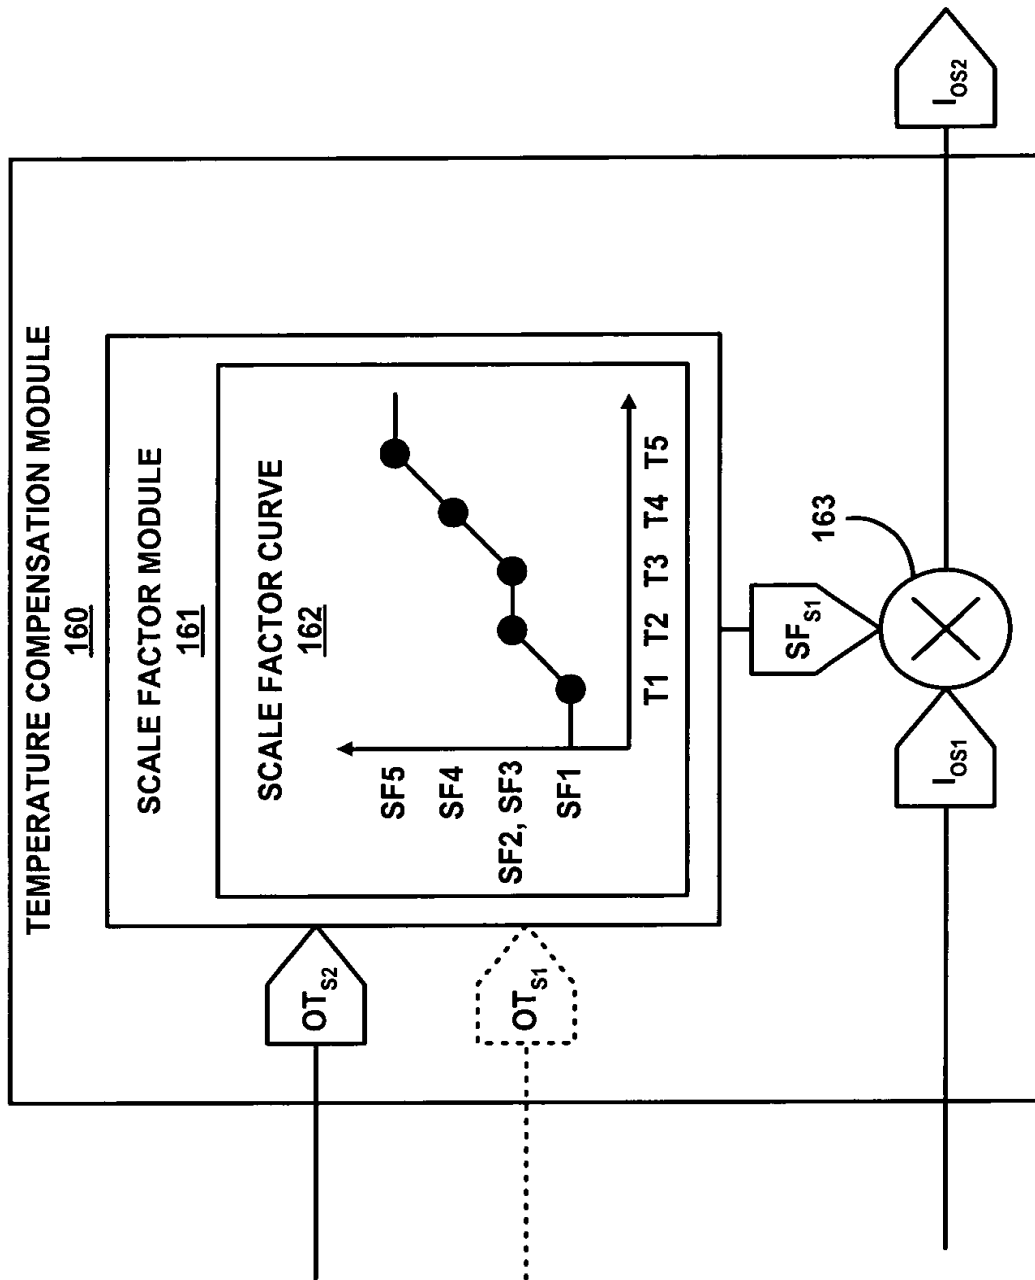 TEMPERATURE COMPENSATION MODULE
160
SCALE FACTOR MODULE
161
SCALE FACTOR CURVE
162
SF5
SF4
SF2, SF3
SF1
T1 T2 T3 T4 T5
OTS2
OTS1
SFS1
163
IOS1
IOS2